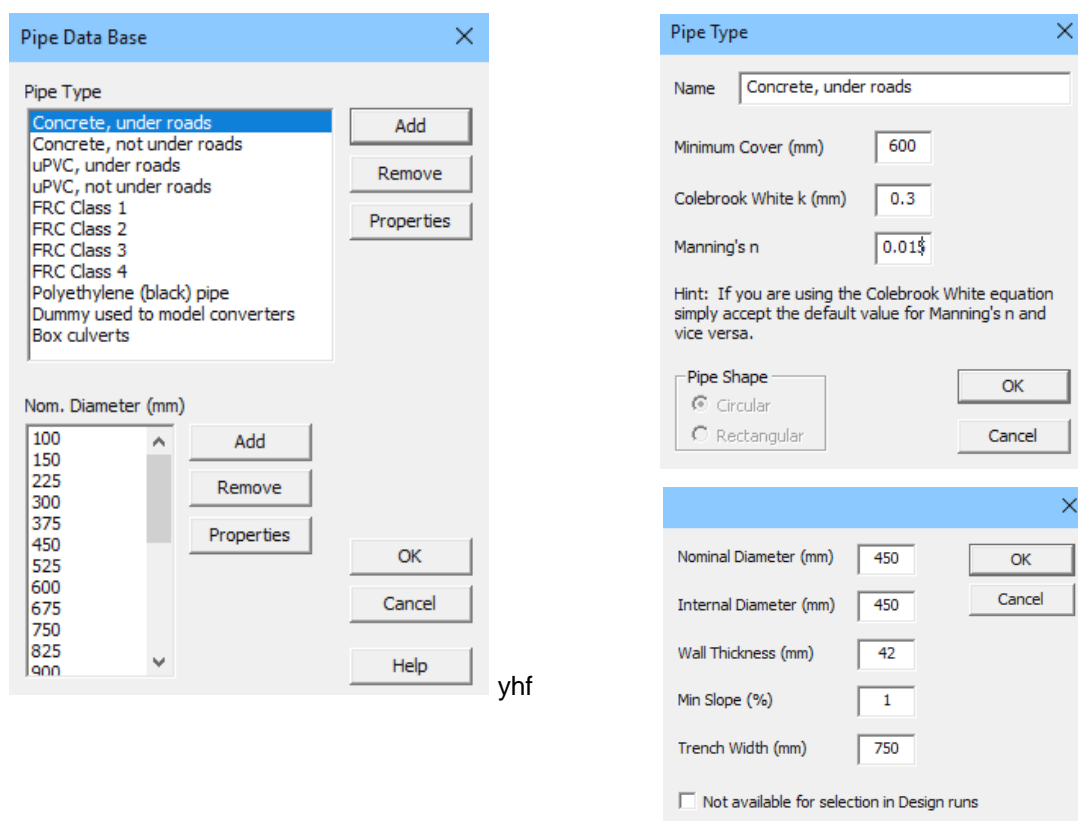 Pipe Data Base
Pipe Type
Concrete, under roads
Concrete, not under roads
uPVC, under roads
uPVC, not under roads
FRC Class 1
FRC Class 2
FRC Class 3
FRC Class 4
Polyethylene (black) pipe
Dummy used to model converters
Box culverts
Add
Remove
Properties
Nom. Diameter (mm)
100
150
225
300
375
450
525
600
675
750
825
900
Add
Remove
Properties
OK
Cancel
Help
yhf
Pipe Type
Name Concrete, under roads
Minimum Cover (mm) 600
Colebrook White k (mm) 0.3
Manning's n 0.015
Hint: If you are using the Colebrook White equation
simply accept the default value for Manning's n and
vice versa.
Pipe Shape
Circular
Rectangular
OK
Cancel
Nominal Diameter (mm) 450
Internal Diameter (mm) 450
Wall Thickness (mm) 42
Min Slope (%) 1
Trench Width (mm) 750
OK
Cancel
Not available for selection in Design runs